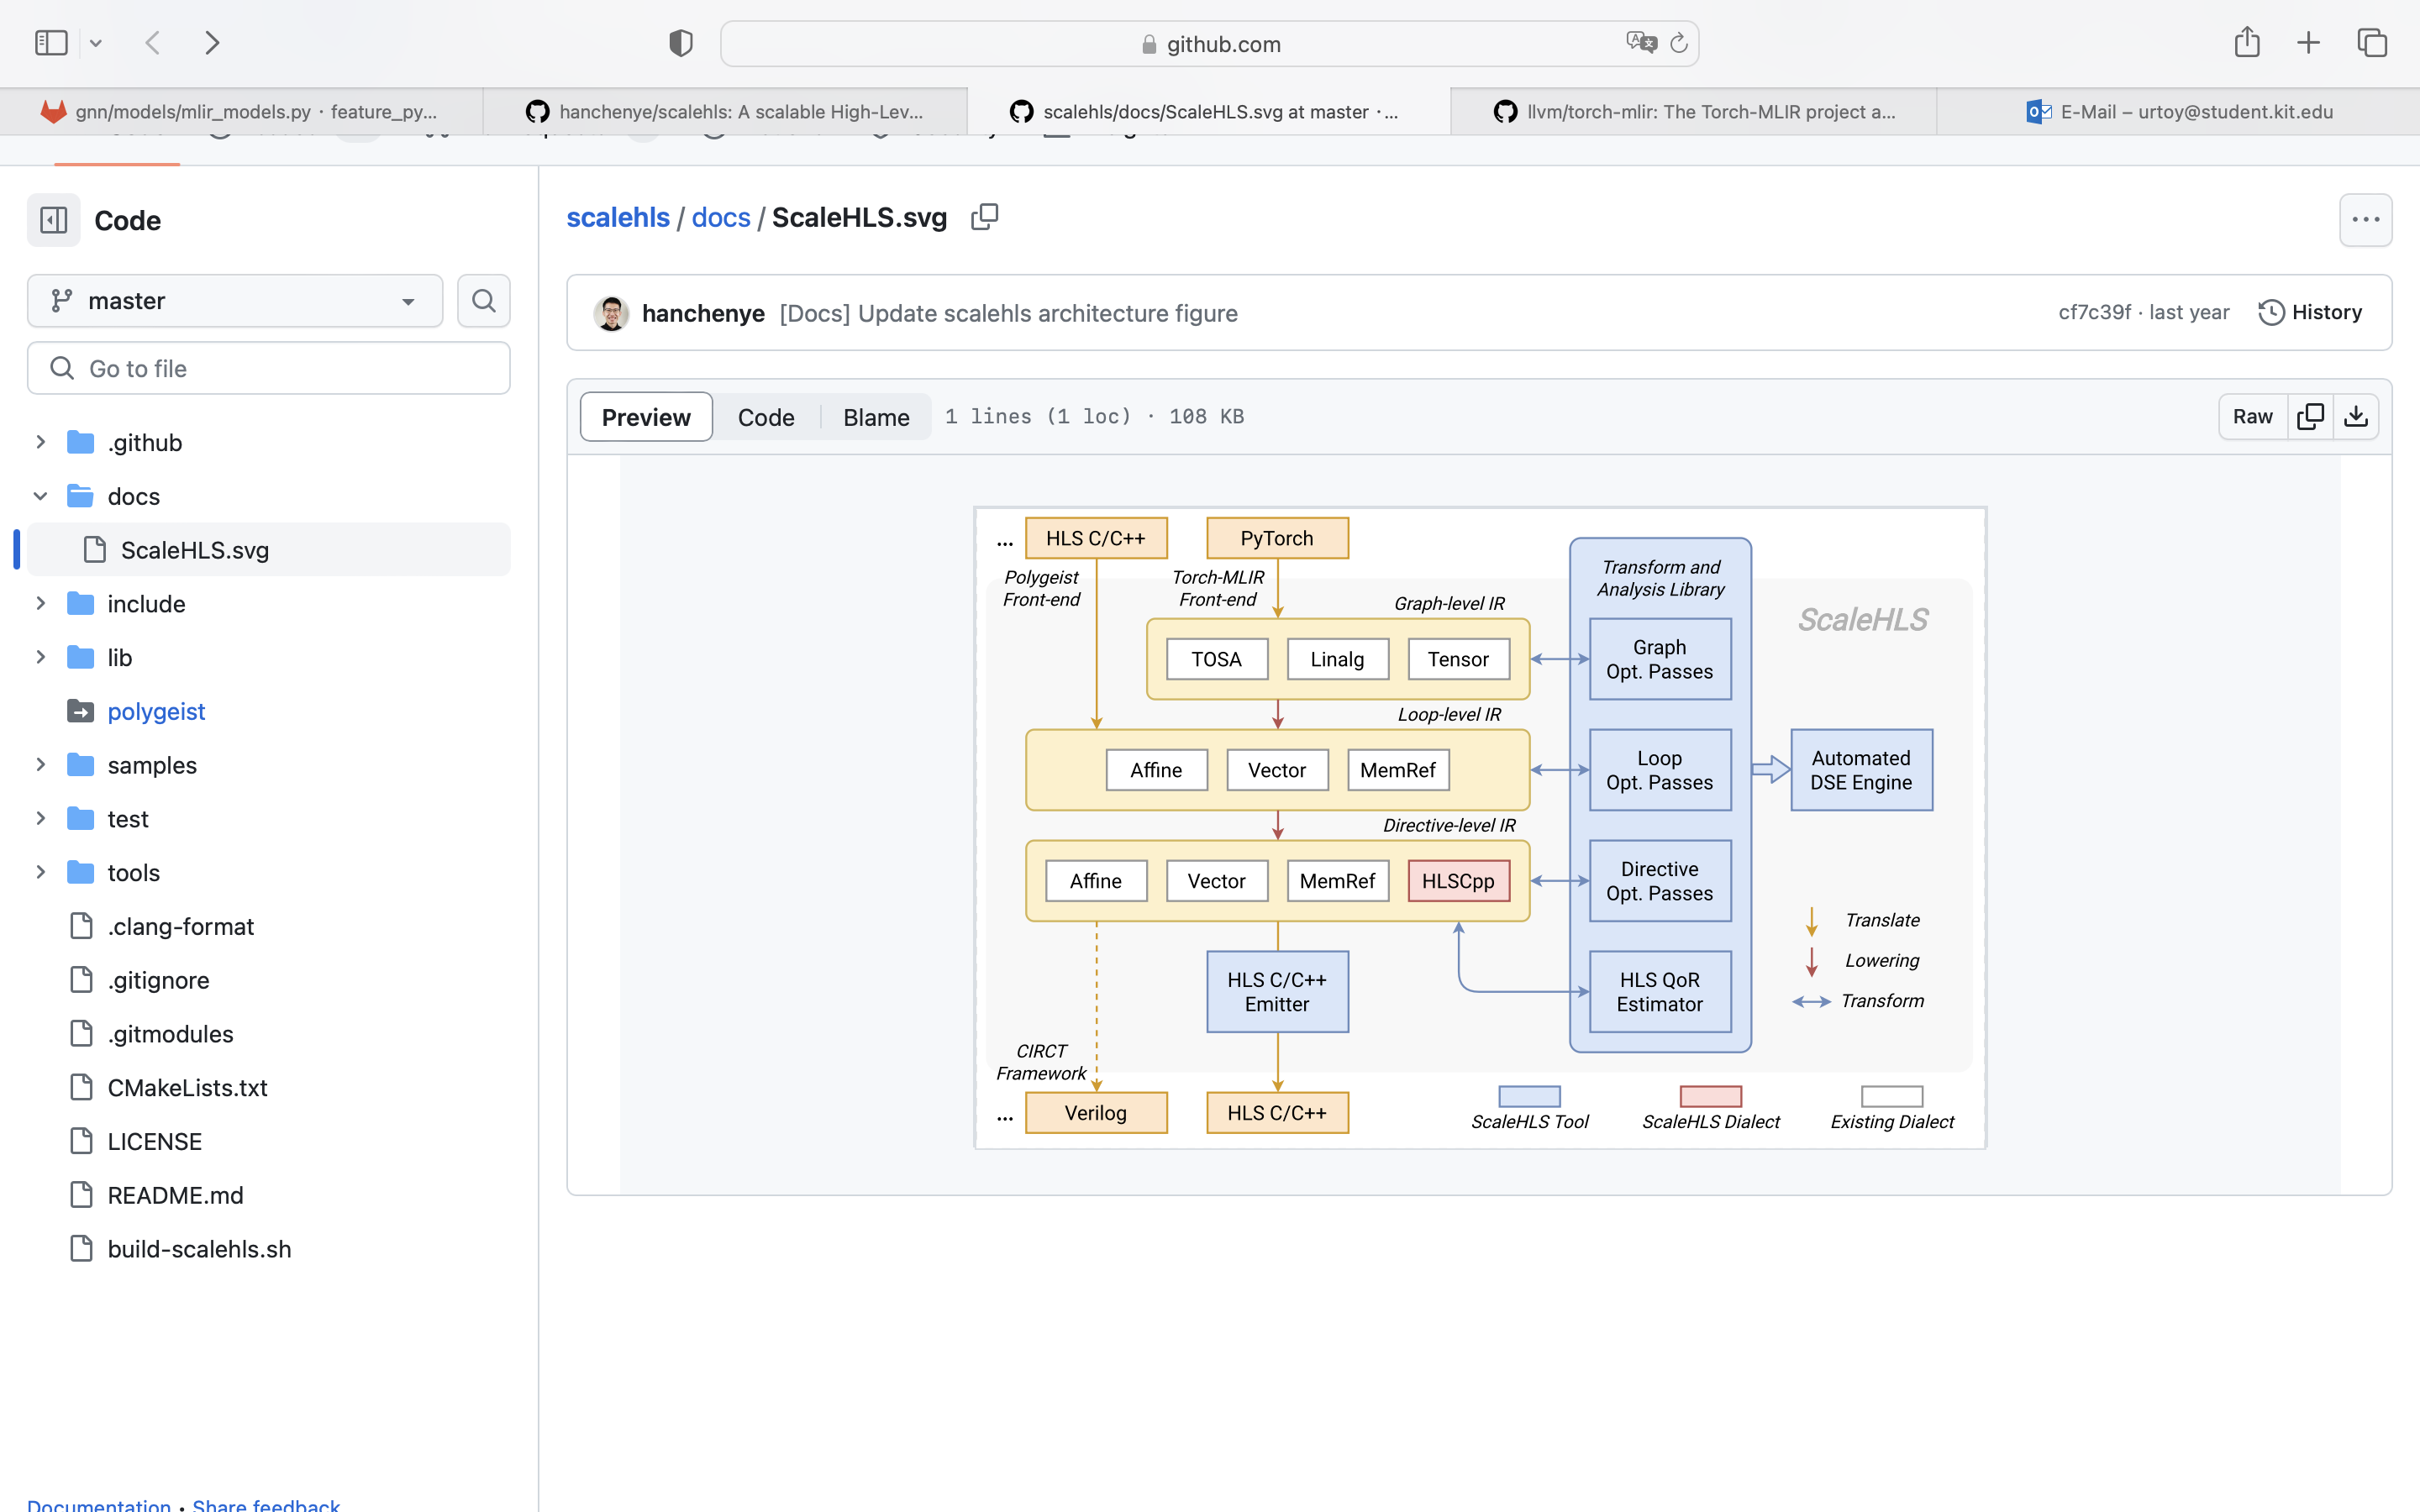 github.com
gnn/models/mlir_models.py · feature_py...
hanchenye/scalehls: A scalable High-Lev...
scalehls/docs/ScaleHLS.svg at master ·...
llvm/torch-mlir: The Torch-MLIR project a...
E-Mail – urtoy@student.kit.edu
Code
scalehls / docs / ScaleHLS.svg
master
hanchenye [Docs] Update scalehls architecture figure
cf7c39f · last year
History
Go to file
Preview
Code
Blame
1 lines (1 loc) · 108 KB
Raw
.github
docs
ScaleHLS.svg
include
lib
polygeist
samples
test
tools
.clang-format
.gitignore
.gitmodules
CMakeLists.txt
LICENSE
README.md
build-scalehls.sh
Documentation • Share feedback
...
HLS C/C++
PyTorch
Polygeist
Front-end
Torch-MLIR
Front-end
Graph-level IR
Transform and
Analysis Library
ScaleHLS
TOSA
Linalg
Tensor
Graph
Opt. Passes
Loop-level IR
Affine
Vector
MemRef
Loop
Opt. Passes
Automated
DSE Engine
Directive-level IR
Affine
Vector
MemRef
HLSCpp
Directive
Opt. Passes
Translate
Lowering
Transform
HLS C/C++
Emitter
HLS QoR
Estimator
CIRCT
Framework
...
Verilog
HLS C/C++
ScaleHLS Tool
ScaleHLS Dialect
Existing Dialect